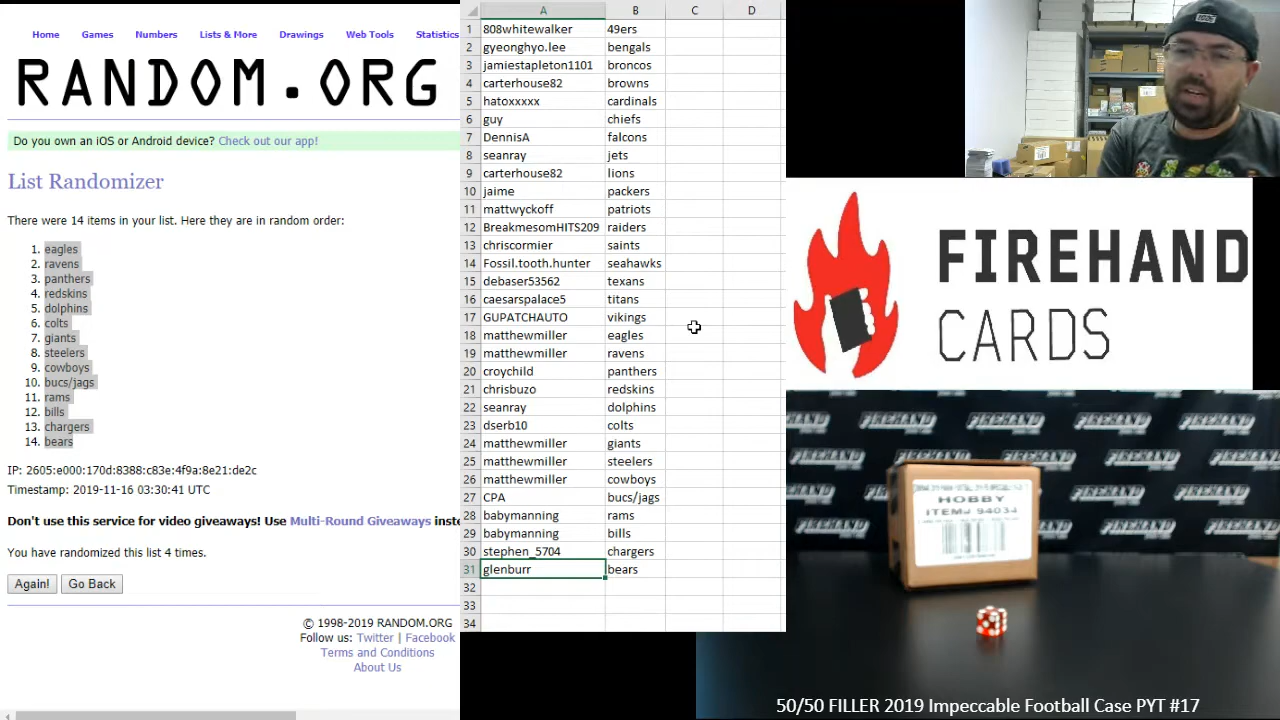 Home Games Numbers Lists & More Drawings Web Tools Statistics
RANDOM.ORG
Do you own an iOS or Android device? Check out our app!
List Randomizer
There were 14 items in your list. Here they are in random order:
1. eagles
2. ravens
3. panthers
4. redskins
5. dolphins
6. colts
7. giants
8. steelers
9. cowboys
10. bucs/jags
11. rams
12. bills
13. chargers
14. bears
IP: 2605:e000:170d:8388:c83e:4f9a:8e21:de2c
Timestamp: 2019-11-16 03:30:41 UTC
Don't use this service for video giveaways! Use Multi-Round Giveaways inste
You have randomized this list 4 times.
Again! Go Back
© 1998-2019 RANDOM.ORG
Follow us: Twitter | Facebook
Terms and Conditions
About Us
A B C D
1 808whitewalker 49ers
2 gyeonghyo.lee bengals
3 jamiestapleton1101 broncos
4 carterhouse82 browns
5 hatoxxxxx cardinals
6 guy chiefs
7 DennisA falcons
8 seanray jets
9 carterhouse82 lions
10 jaime packers
11 mattwyckoff patriots
12 BreakmesomHITS209 raiders
13 chriscormier saints
14 Fossil.tooth.hunter seahawks
15 debaser53562 texans
16 caesarspalace5 titans
17 GUPATCHAUTO vikings
18 matthewmiller eagles
19 matthewmiller ravens
20 croychild panthers
21 chrisbuzo redskins
22 seanray dolphins
23 dserb10 colts
24 matthewmiller giants
25 matthewmiller steelers
26 matthewmiller cowboys
27 CPA bucs/jags
28 babymanning rams
29 babymanning bills
30 stephen_5704 chargers
31 glenburr bears
32
33
34
FIREHAND
CARDS
FIREHAND
HOBBY
ITEM# 94034
50/50 FILLER 2019 Impeccable Football Case PYT #17